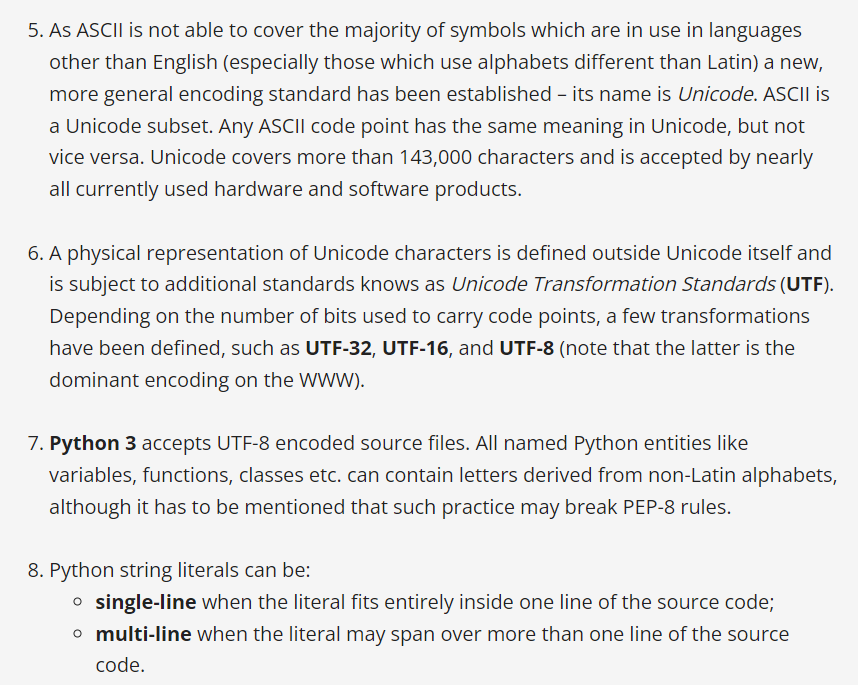 5. As ASCII is not able to cover the majority of symbols which are in use in languages
other than English (especially those which use alphabets different than Latin) a new,
more general encoding standard has been established – its name is Unicode. ASCII is
a Unicode subset. Any ASCII code point has the same meaning in Unicode, but not
vice versa. Unicode covers more than 143,000 characters and is accepted by nearly
all currently used hardware and software products.
6. A physical representation of Unicode characters is defined outside Unicode itself and
is subject to additional standards knows as Unicode Transformation Standards (UTF).
Depending on the number of bits used to carry code points, a few transformations
have been defined, such as UTF-32, UTF-16, and UTF-8 (note that the latter is the
dominant encoding on the WWW).
7. Python 3 accepts UTF-8 encoded source files. All named Python entities like
variables, functions, classes etc. can contain letters derived from non-Latin alphabets,
although it has to be mentioned that such practice may break PEP-8 rules.
8. Python string literals can be:
○ single-line when the literal fits entirely inside one line of the source code;
○ multi-line when the literal may span over more than one line of the source
code.